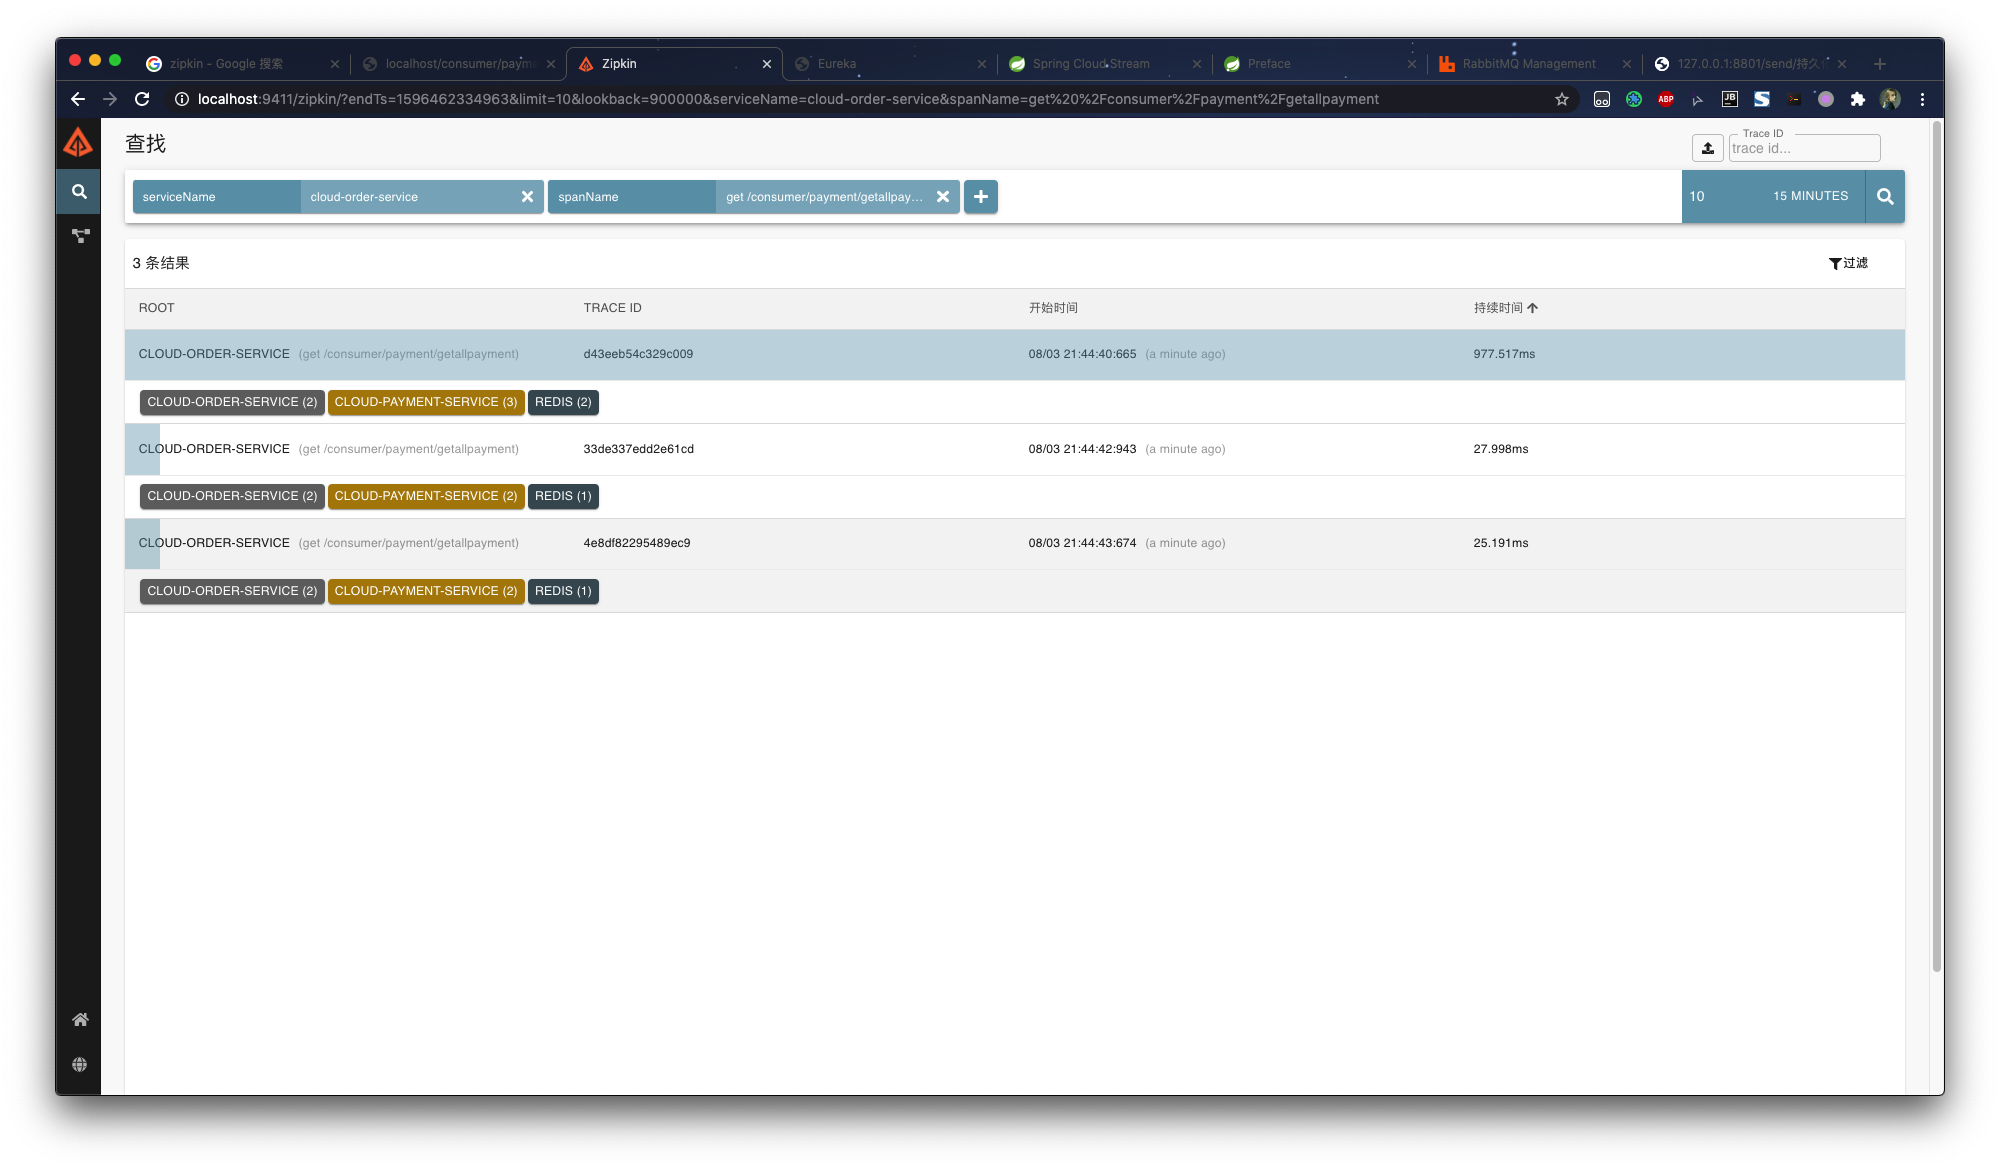 zipkin - Google 搜索
localhost/consumer/payme
Zipkin
Eureka
Spring Cloud Stream
Preface
RabbitMQ Management
127.0.0.1:8801/send/持久
localhost:9411/zipkin/?endTs=1596462334963&limit=10&lookback=900000&serviceName=cloud-order-service&spanName=get%20%2Fconsumer%2Fpayment%2Fgetallpayment
ABP
JB
查找
Trace ID
trace id...
serviceName cloud-order-service spanName get /consumer/payment/getallpay... 10 15 MINUTES
3 条结果 过滤
ROOT TRACE ID 开始时间 持续时间
CLOUD-ORDER-SERVICE (get /consumer/payment/getallpayment) d43eeb54c329c009 08/03 21:44:40:665 (a minute ago) 977.517ms
CLOUD-ORDER-SERVICE (2) CLOUD-PAYMENT-SERVICE (3) REDIS (2)
CLOUD-ORDER-SERVICE (get /consumer/payment/getallpayment) 33de337edd2e61cd 08/03 21:44:42:943 (a minute ago) 27.998ms
CLOUD-ORDER-SERVICE (2) CLOUD-PAYMENT-SERVICE (2) REDIS (1)
CLOUD-ORDER-SERVICE (get /consumer/payment/getallpayment) 4e8df82295489ec9 08/03 21:44:43:674 (a minute ago) 25.191ms
CLOUD-ORDER-SERVICE (2) CLOUD-PAYMENT-SERVICE (2) REDIS (1)